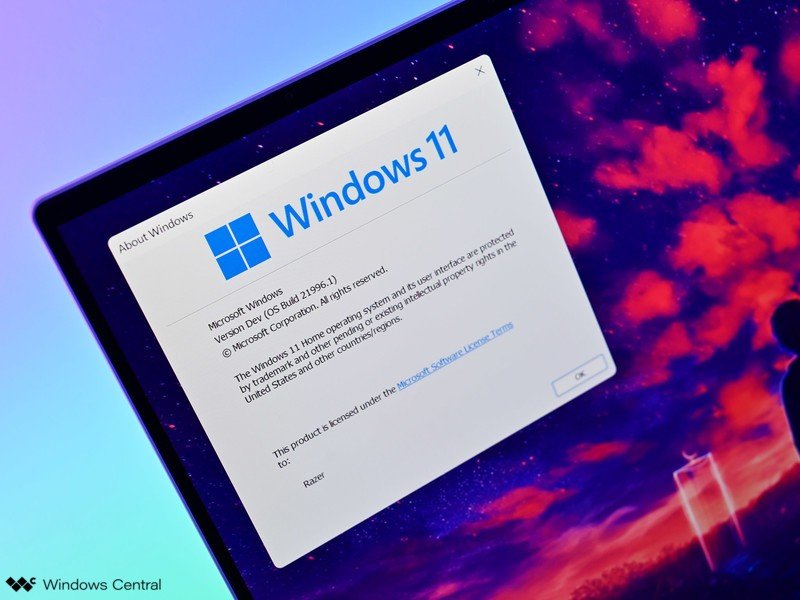 About Windows
Windows 11
Microsoft Windows
Version Dev (OS Build 21996.1)
© Microsoft Corporation. All rights reserved.
The Windows 11 Home operating system and its user interface are protected
by trademark and other pending or existing intellectual property rights in the
United States and other countries/regions.
This product is licensed under the Microsoft Software License Terms
to:
Razer
OK
Windows Central